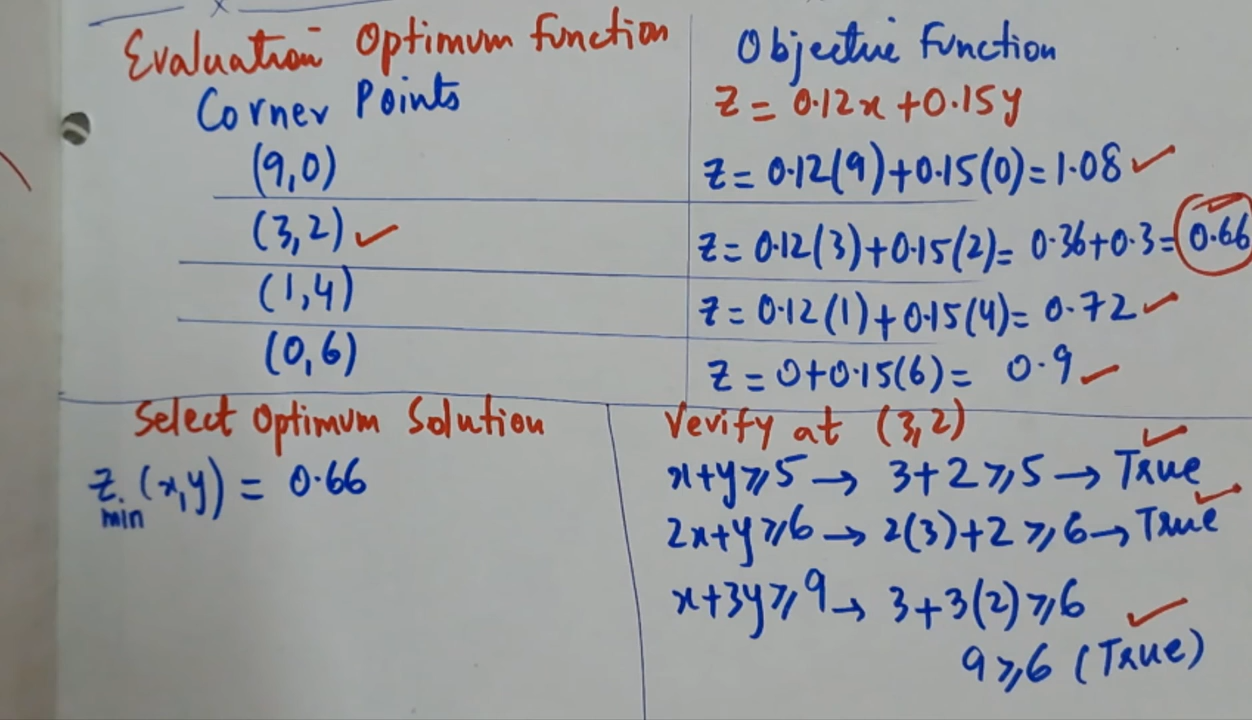 Evaluation Optimum function
Corner Points
Objective Function
Z = 0.12x + 0.15y
(9,0)
Z = 0.12(9)+0.15(0)= 1.08 ✓
(3,2) ✓
Z = 0.12(3)+0.15(2)= 0.36+0.3= 0.66
(1,4)
Z = 0.12(1)+0.15(4)= 0.72 ✓
(0,6)
Z = 0+0.15(6)= 0.9 ✓
Select Optimum Solution
Z min (x,y) = 0.66
Verify at (3,2)
x+y⩾5 → 3+2⩾5 → True ✓
2x+y⩾6 → 2(3)+2⩾6 → True ✓
x+3y⩾9 → 3+3(2)⩾6 ✓
9⩾6 (True)